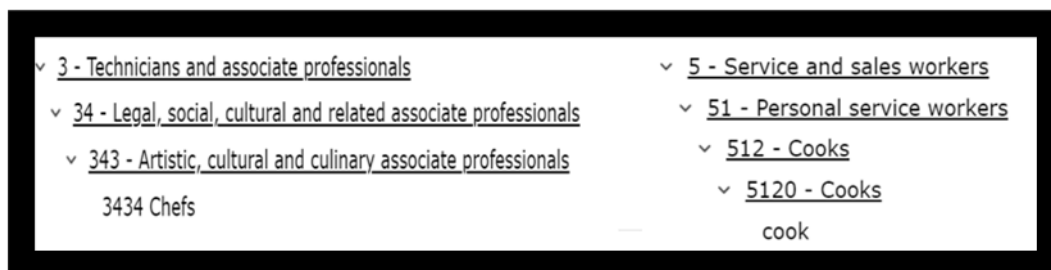 3 - Technicians and associate professionals
34 - Legal, social, cultural and related associate professionals
343 - Artistic, cultural and culinary associate professionals
3434 Chefs
5 - Service and sales workers
51 - Personal service workers
512 - Cooks
5120 - Cooks
cook